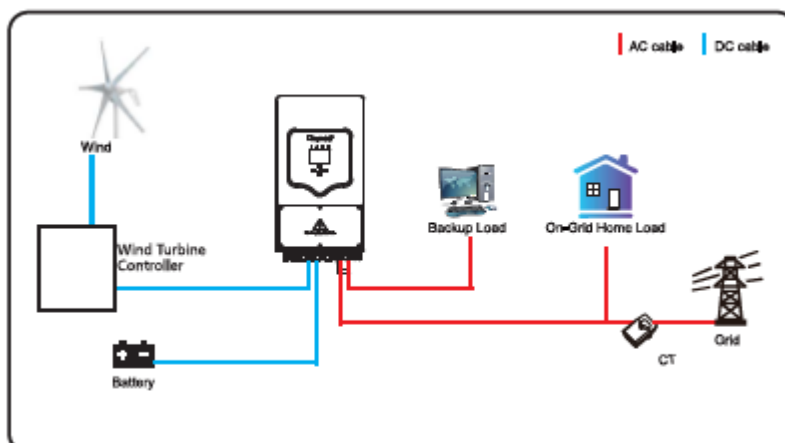 AC cable
DC cable
Wind
Wind Turbine
Controller
Battery
Backup Load
On-Grid Home Load
CT
Grid